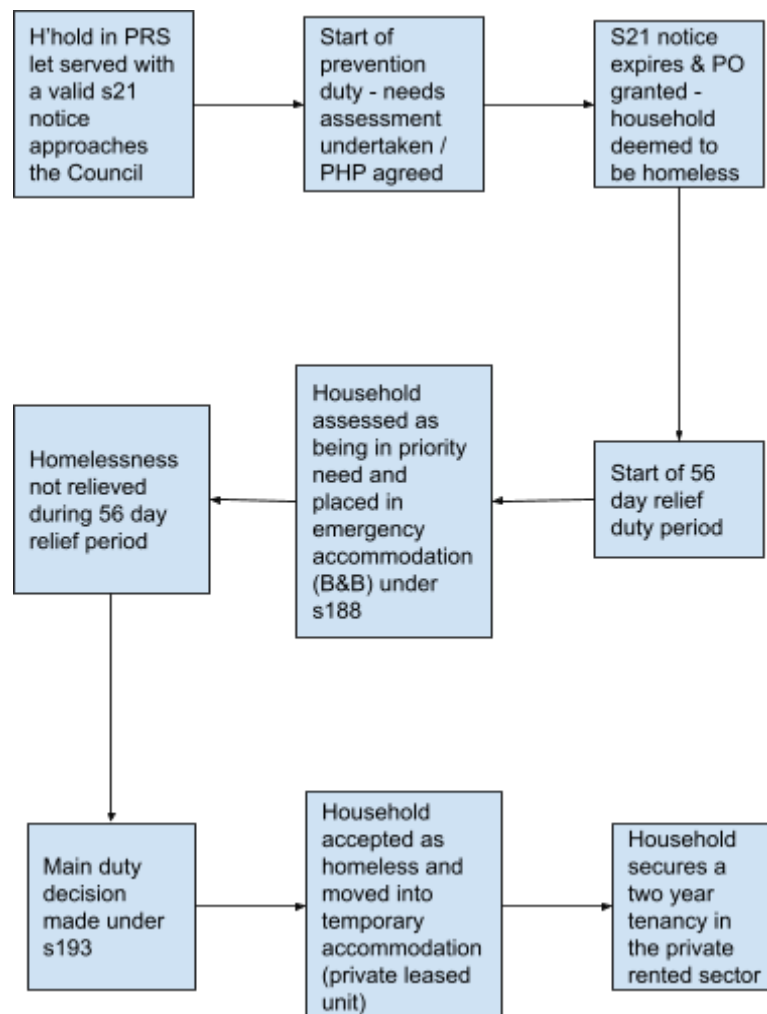 H'hold in PRS
let served with
a valid s21
notice
approaches
the Council
Start of
prevention
duty - needs
assessment
undertaken /
PHP agreed
S21 notice
expires & PO
granted -
household
deemed to
be homeless
Start of 56
day relief
duty period
Household
assessed as
being in priority
need and
placed in
emergency
accommodation
(B&B) under
s188
Homelessness
not relieved
during 56 day
relief period
Main duty
decision
made under
s193
Household
accepted as
homeless and
moved into
temporary
accommodation
(private leased
unit)
Household
secures a
two year
tenancy in
the private
rented sector